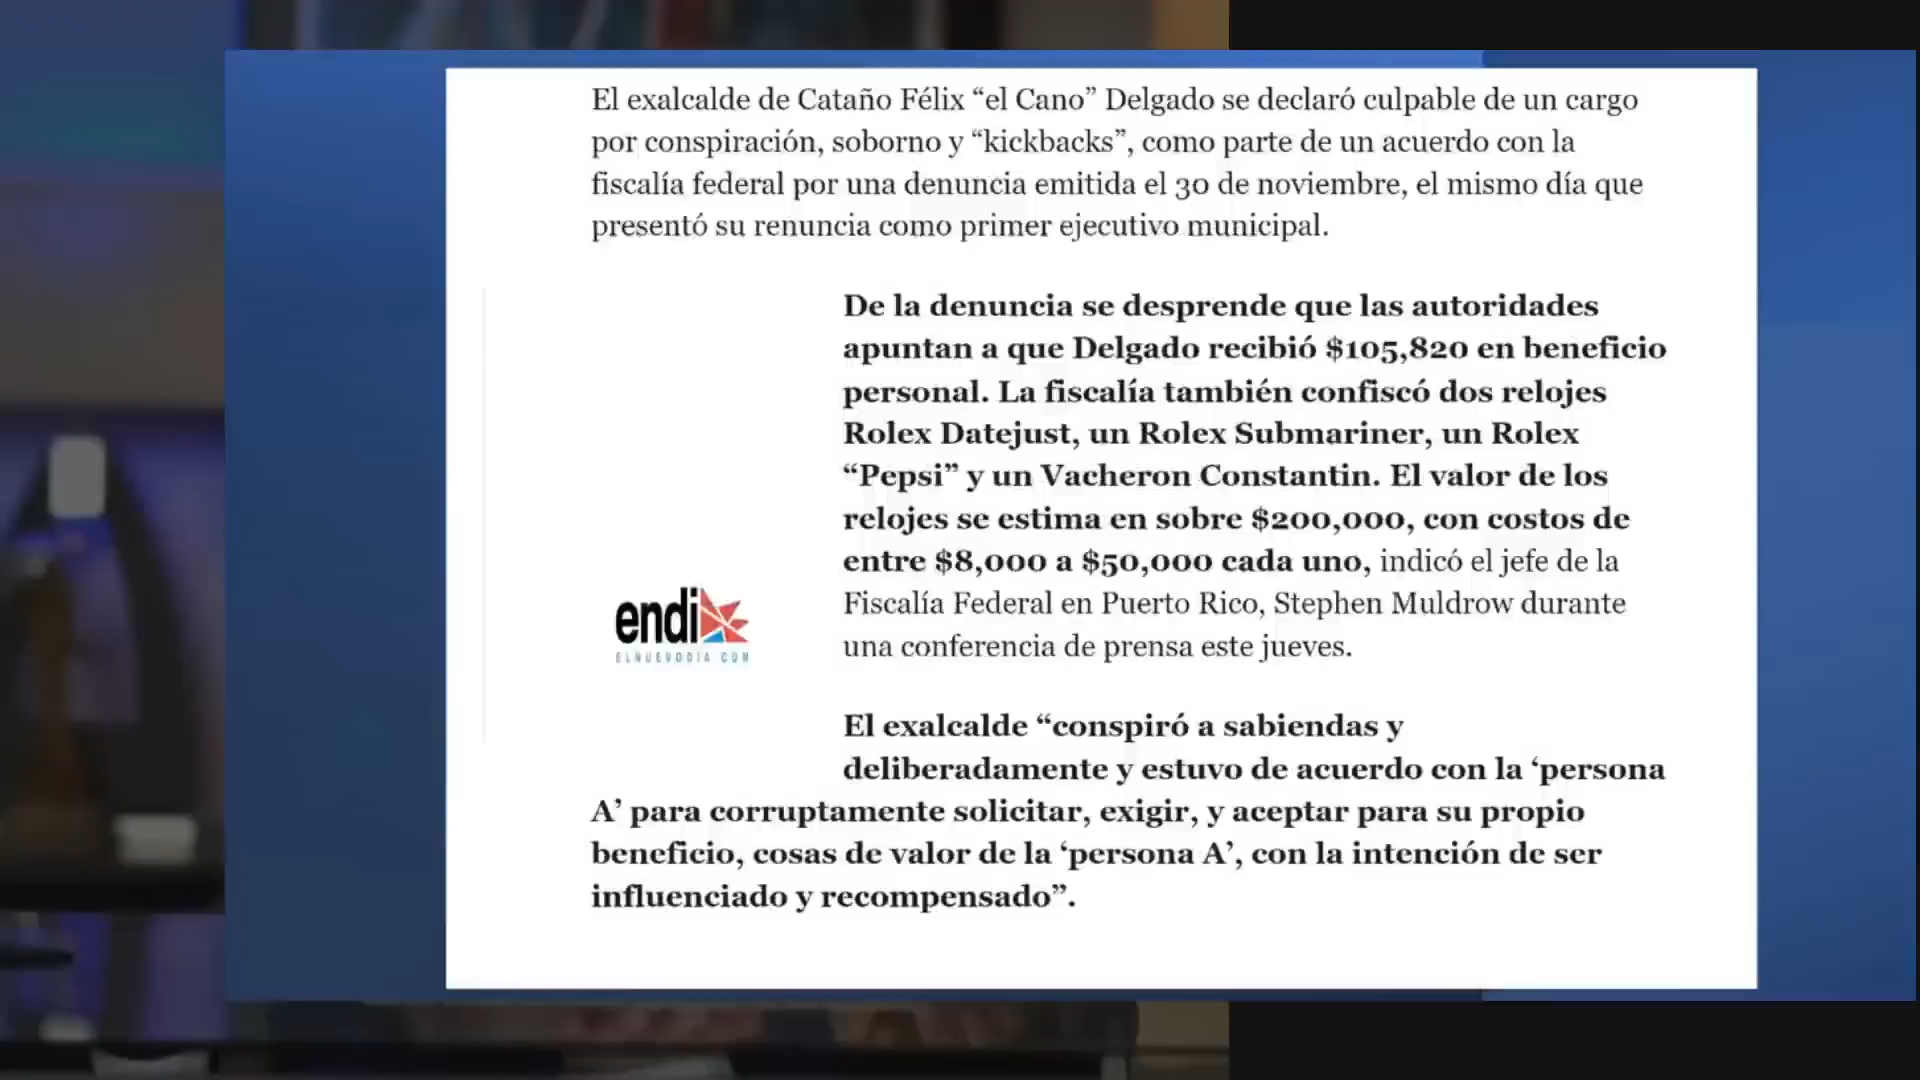 El exalcalde de Cataño Félix “el Cano” Delgado se declaró culpable de un cargo
por conspiración, soborno y “kickbacks”, como parte de un acuerdo con la
fiscalía federal por una denuncia emitida el 30 de noviembre, el mismo día que
presentó su renuncia como primer ejecutivo municipal.
De la denuncia se desprende que las autoridades
apuntan a que Delgado recibió $105,820 en beneficio
personal. La fiscalía también confiscó dos relojes
Rolex Datejust, un Rolex Submariner, un Rolex
“Pepsi” y un Vacheron Constantin. El valor de los
relojes se estima en sobre $200,000, con costos de
entre $8,000 a $50,000 cada uno, indicó el jefe de la
Fiscalía Federal en Puerto Rico, Stephen Muldrow durante
una conferencia de prensa este jueves.
endi
ELNUEVODIA.COM
El exalcalde “conspiró a sabiendas y
deliberadamente y estuvo de acuerdo con la ‘persona
A’ para corruptamente solicitar, exigir, y aceptar para su propio
beneficio, cosas de valor de la ‘persona A’, con la intención de ser
influenciado y recompensado”.